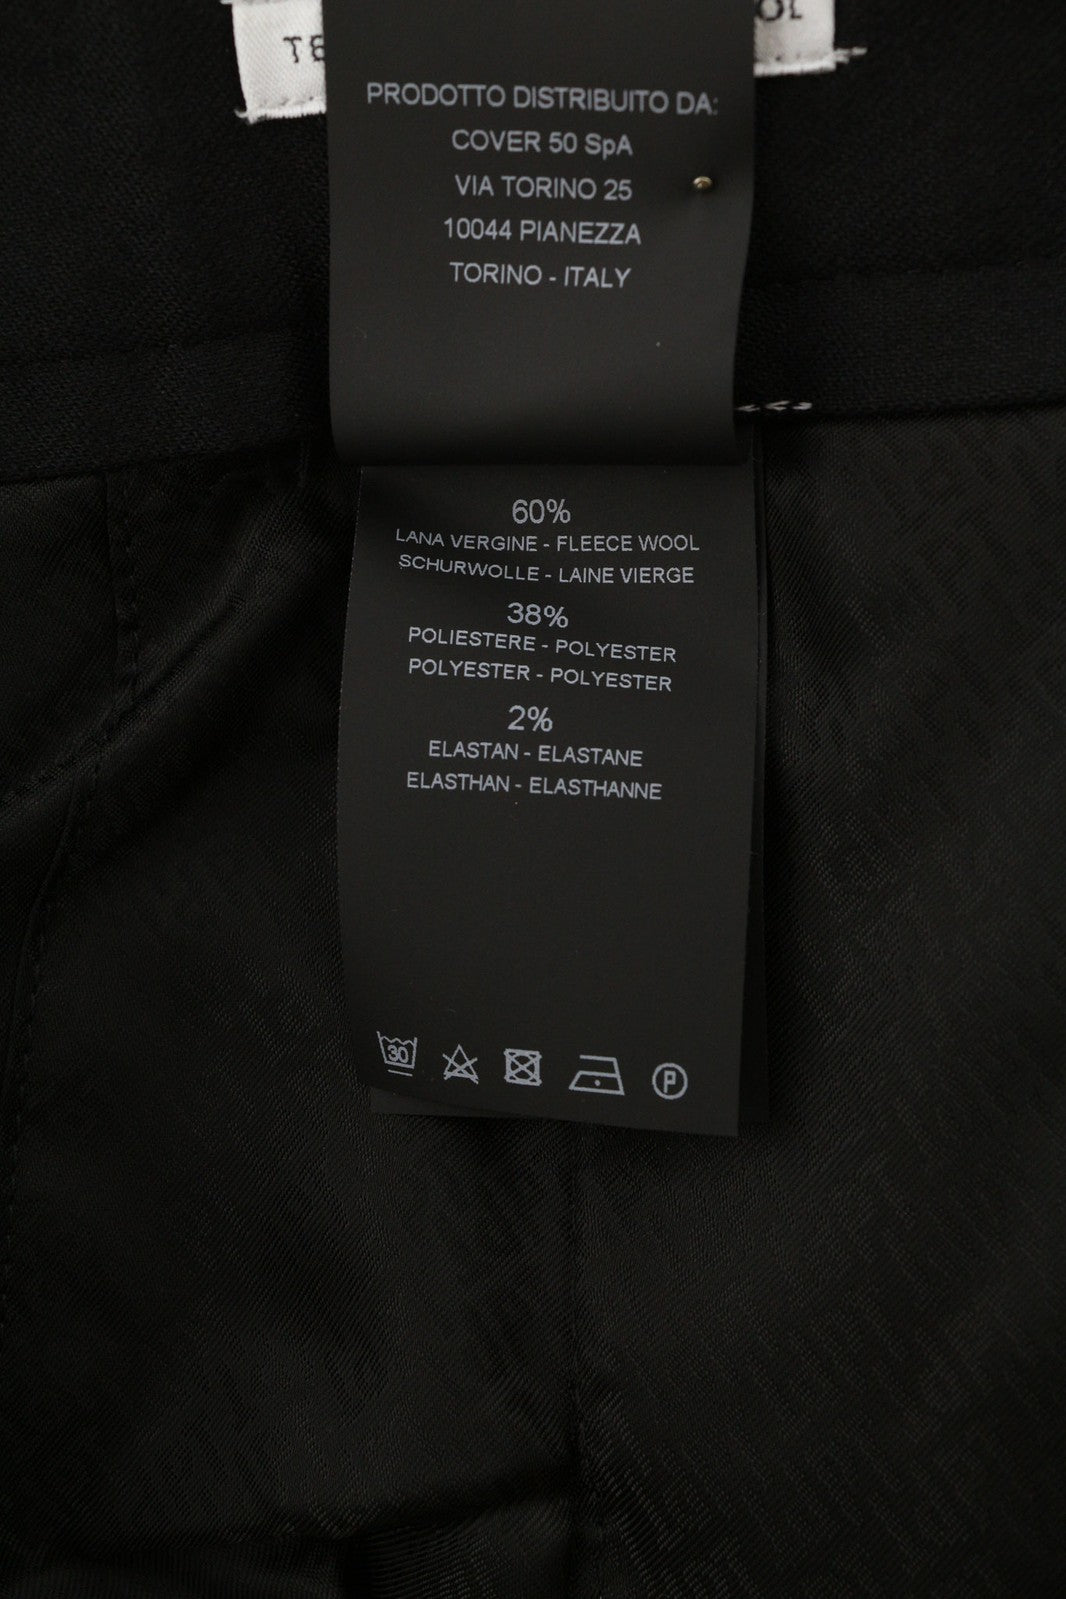 PRODOTTO DISTRIBUITO DA:
COVER 50 SpA
VIA TORINO 25
10044 PIANEZZA
TORINO - ITALY
60%
LANA VERGINE - FLEECE WOOL
SCHURWOLLE - LAINE VIERGE
38%
POLIESTERE - POLYESTER
POLYESTER - POLYESTER
2%
ELASTAN - ELASTANE
ELASTHAN - ELASTHANNE
30
P